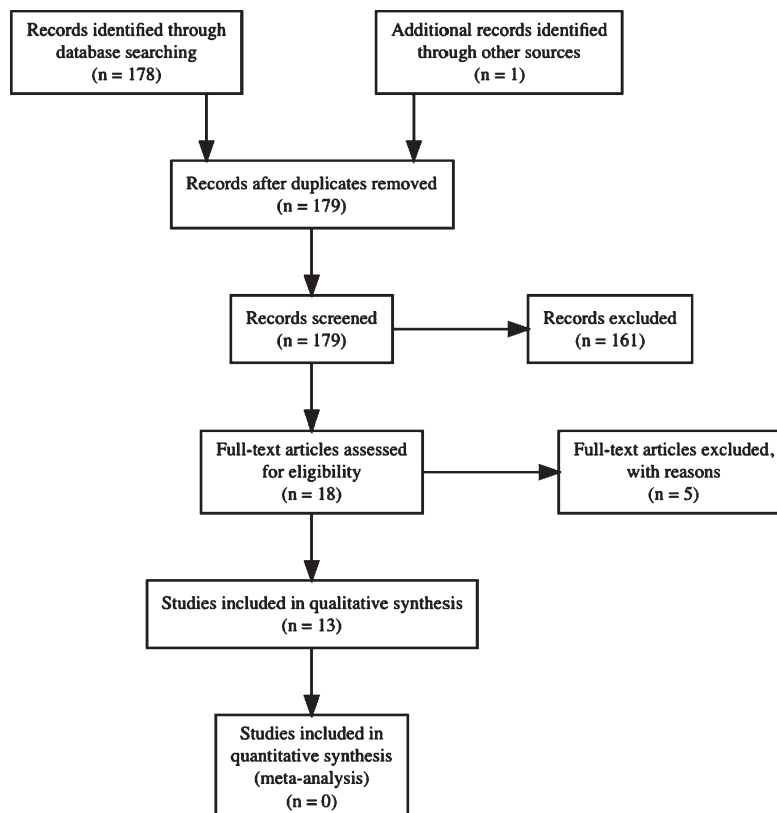 Records identified through
database searching
(n = 178)
Additional records identified
through other sources
(n = 1)
Records after duplicates removed
(n = 179)
Records screened
(n = 179)
Records excluded
(n = 161)
Full-text articles assessed
for eligibility
(n = 18)
Full-text articles excluded,
with reasons
(n = 5)
Studies included in qualitative synthesis
(n = 13)
Studies included in
quantitative synthesis
(meta-analysis)
(n = 0)